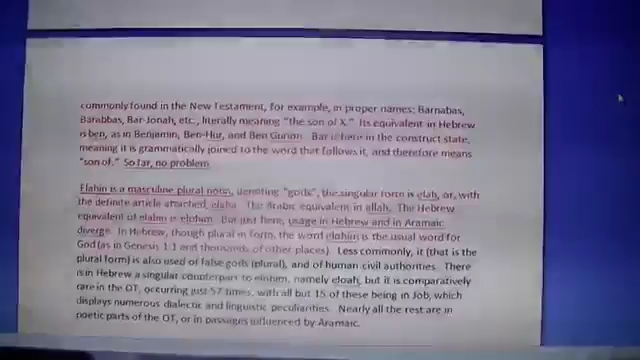 commonly found in the New Testament, for example, in proper names: Barnabas,
Barabbas, Bar-Jonah, etc., literally meaning "the son of X." Its equivalent in Hebrew
is ben, as in Benjamin, Ben-Hur, and Ben Gurion. Bar is here in the construct state,
meaning it is grammatically joined to the word that follows it, and therefore means
"son of." So far, no problem.
Elahin is a masculine plural noun, denoting "gods", the singular form is elah, or, with
the definite article attached, elaha. The Arabic equivalent in allah. The Hebrew
equivalent of elahin is elohim. But just here, usage in Hebrew and in Aramaic
diverge. In Hebrew, though plural in form, the word elohim is the usual word for
God (as in Genesis 1:1 and thousands of other places). Less commonly, it (that is the
plural form) is also used of false gods (plural), and of human civil authorities. There
is in Hebrew a singular counterpart to elohim, namely eloah, but it is comparatively
rare in the OT, occurring just 57 times, with all but 15 of these being in Job, which
displays numerous dialectic and linguistic peculiarities. Nearly all the rest are in
poetic parts of the OT, or in passages influenced by Aramaic.